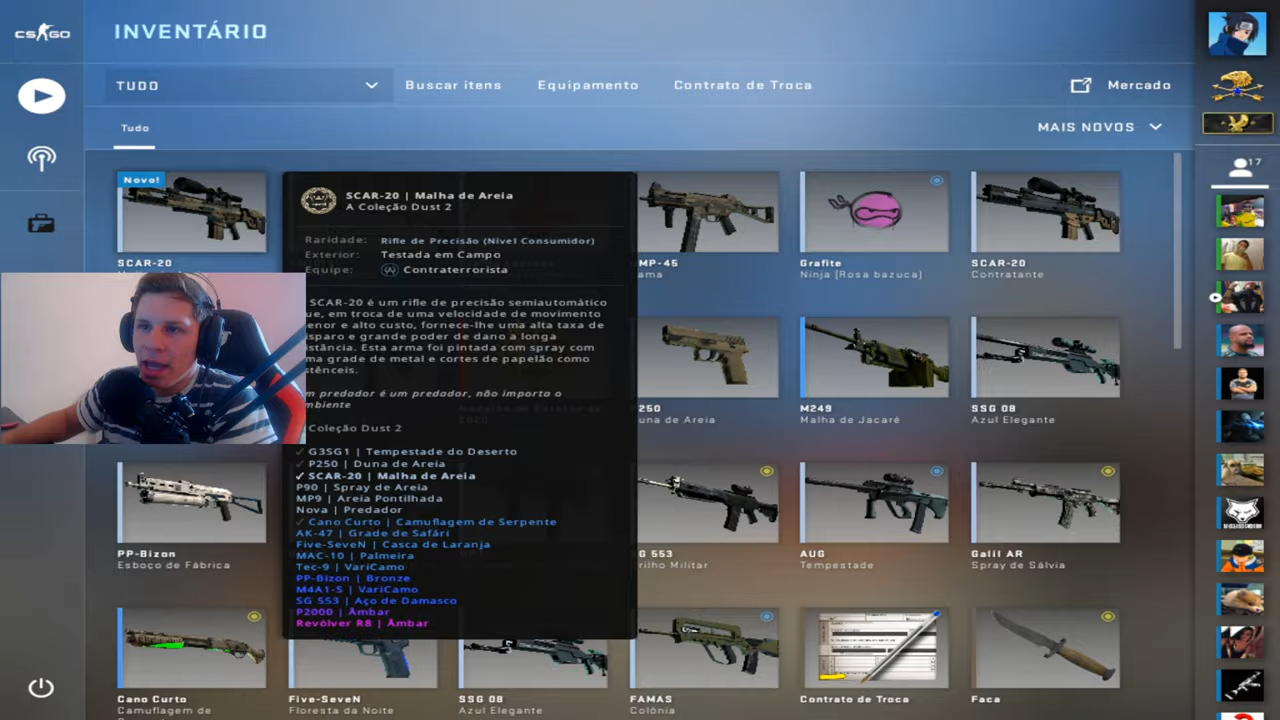 CS GO
INVENTÁRIO
TUDO
Buscar itens
Equipamento
Contrato de Troca
Mercado
Tudo
MAIS NOVOS
17
Novo!
SCAR-20
SCAR-20 | Malha de Areia
A Coleção Dust 2
Raridade: Rifle de Precisão (Nível Consumidor)
Exterior: Testada em Campo
Equipe: Contraterrorista
SCAR-20 é um rifle de precisão semiautomático
ue, em troca de uma velocidade de movimento
enor e alto custo, fornece-lhe uma alta taxa de
sparo e grande poder de dano a longa
istância. Esta arma foi pintada com spray com
ma grade de metal e cortes de papelão como
stênceis.
m predador é um predador, não importa o
mbiente
Coleção Dust 2
✓ G3SG1 | Tempestade do Deserto
✓ P250 | Duna de Areia
✓ SCAR-20 | Malha de Areia
P90 | Spray de Areia
MP9 | Areia Pontilhada
Nova | Predador
✓ Cano Curto | Camuflagem de Serpente
AK-47 | Grade de Safári
Five-SeveN | Casca de Laranja
MAC-10 | Palmeira
Tec-9 | VariCamo
PP-Bizon | Bronze
M4A1-S | VariCamo
SG 553 | Aço de Damasco
P2000 | Âmbar
Revólver R8 | Âmbar
MP-45
ama
Grafite
Ninja [Rosa bazuca]
SCAR-20
Contratante
250
una de Areia
M249
Malha de Jacaré
SSG 08
Azul Elegante
PP-Bizon
Esboço de Fábrica
G 553
rilho Militar
AUG
Tempestade
Galil AR
Spray de Sálvia
Cano Curto
Camuflagem de
Five-SeveN
Floresta da Noite
SSG 08
Azul Elegante
FAMAS
Colônia
Contrato de Troca
Faca